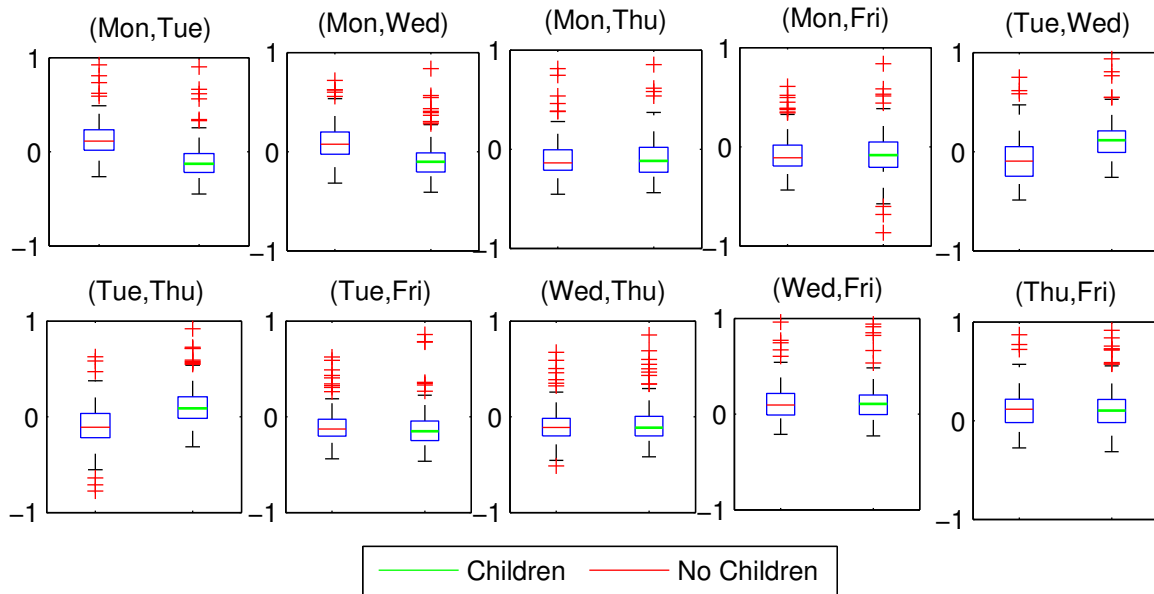 (Mon,Tue) (Mon,Wed) (Mon,Thu) (Mon,Fri) (Tue,Wed)
1 1 1 1 1
0 0 0 0 0
−1 −1 −1 −1 −1
(Tue,Thu) (Tue,Fri) (Wed,Thu) (Wed,Fri) (Thu,Fri)
1 1 1 1 1
0 0 0 0 0
−1 −1 −1 −1 −1
Children No Children